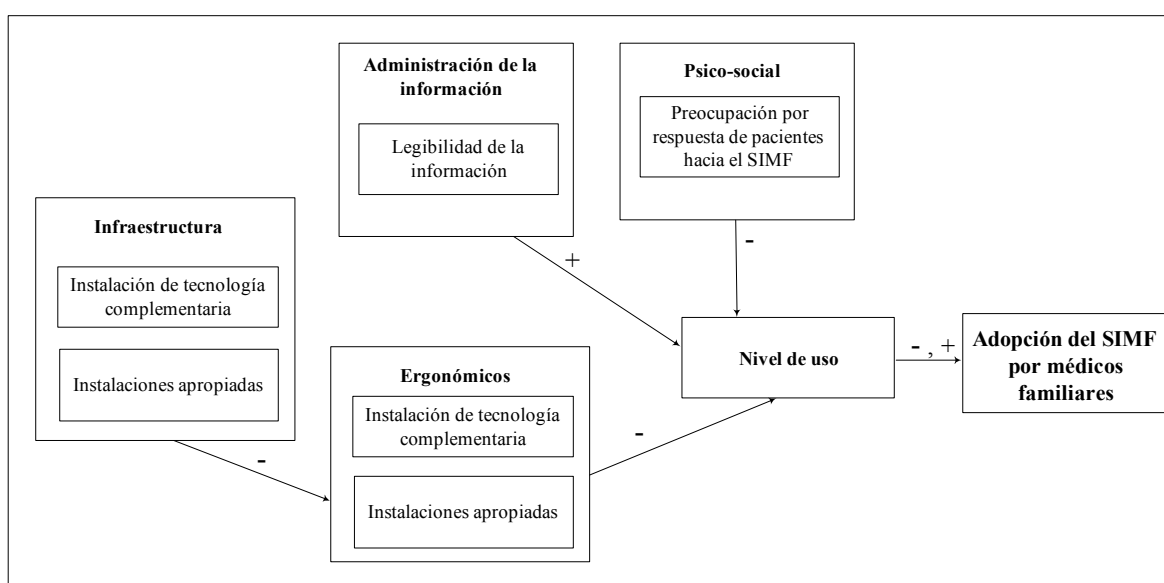 Administración de la
información
Legibilidad de la
información
Psico-social
Preocupación por
respuesta de pacientes
hacia el SIMF
Infraestructura
Instalación de tecnología
complementaria
Instalaciones apropiadas
-
+
-
Ergonómicos
Instalación de tecnología
complementaria
Instalaciones apropiadas
-
Nivel de uso
- , +
Adopción del SIMF
por médicos
familiares